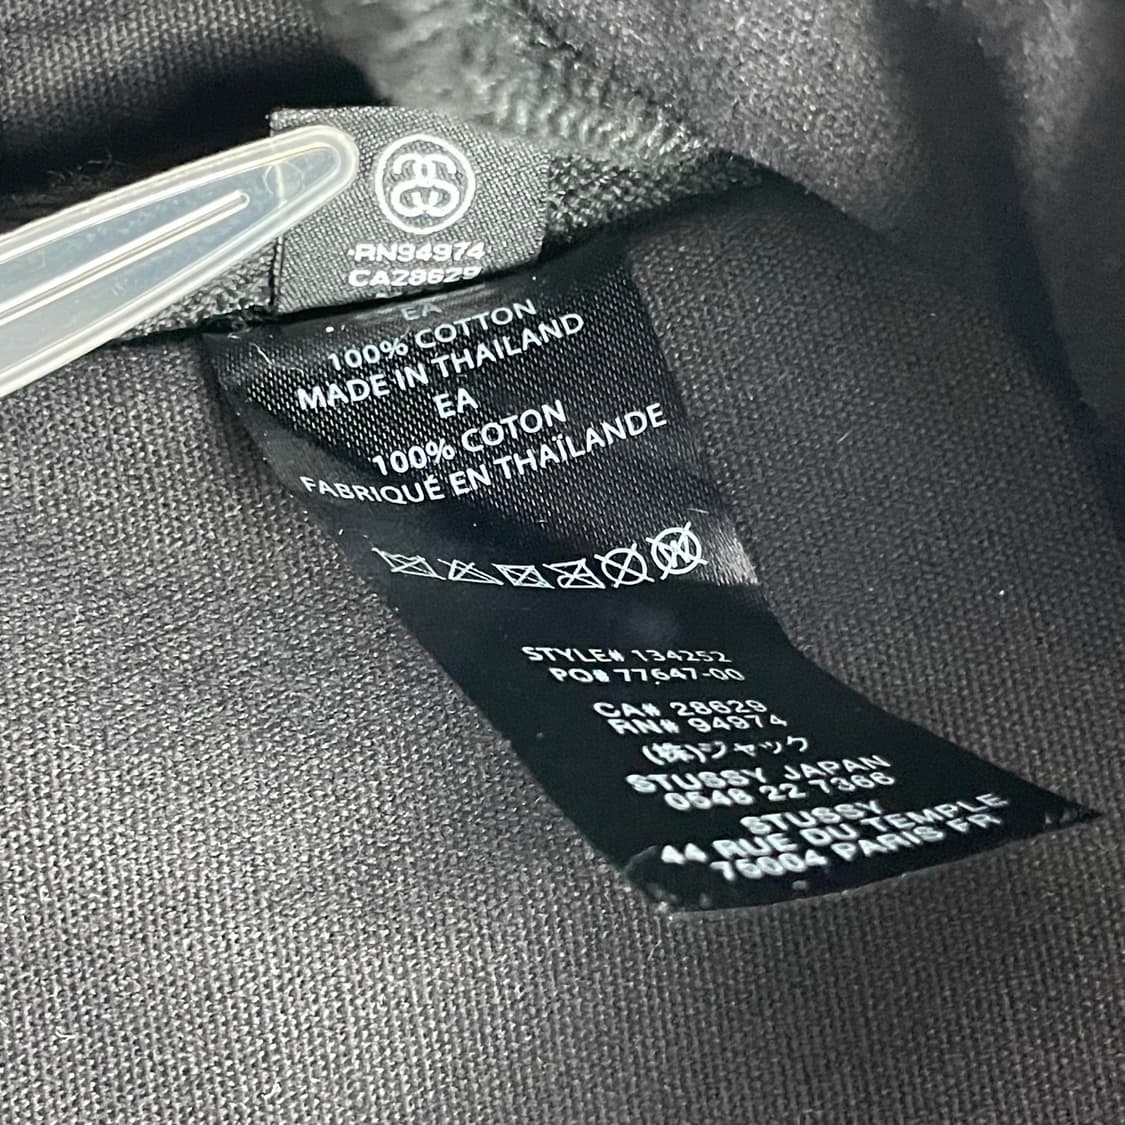 RN94974
CA28629
EA
100% COTTON
MADE IN THAILAND
EA
100% COTON
FABRIQUÉ EN THAÏLANDE
STYLE# 134252
PO# 77647-00
CA# 28629
RIN# 94974
(株)ジャック
STUSSY JAPAN
0548 22 7366
STUSSY
44 RUE DU TEMPLE
75004 PARIS FR